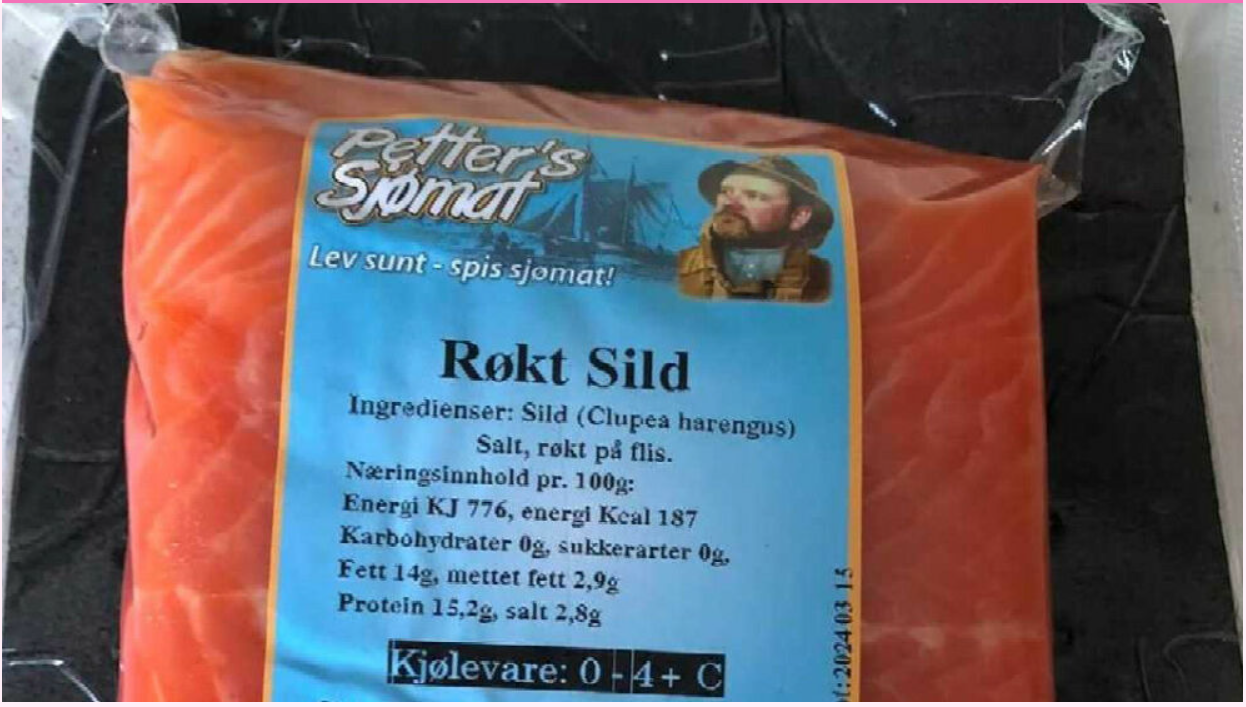 Petter's
Sjømat
Lev sunt - spis sjømat!
Røkt Sild
Ingredienser: Sild (Clupea harengus)
Salt, røkt på flis.
Næringsinnhold pr. 100g:
Energi KJ 776, energi Kcal 187
Karbohydrater 0g, sukkerarter 0g,
Fett 14g, mettet fett 2,9g
Protein 15,2g, salt 2,8g
Kjølevare: 0 - 4 + C
:2024 03 15